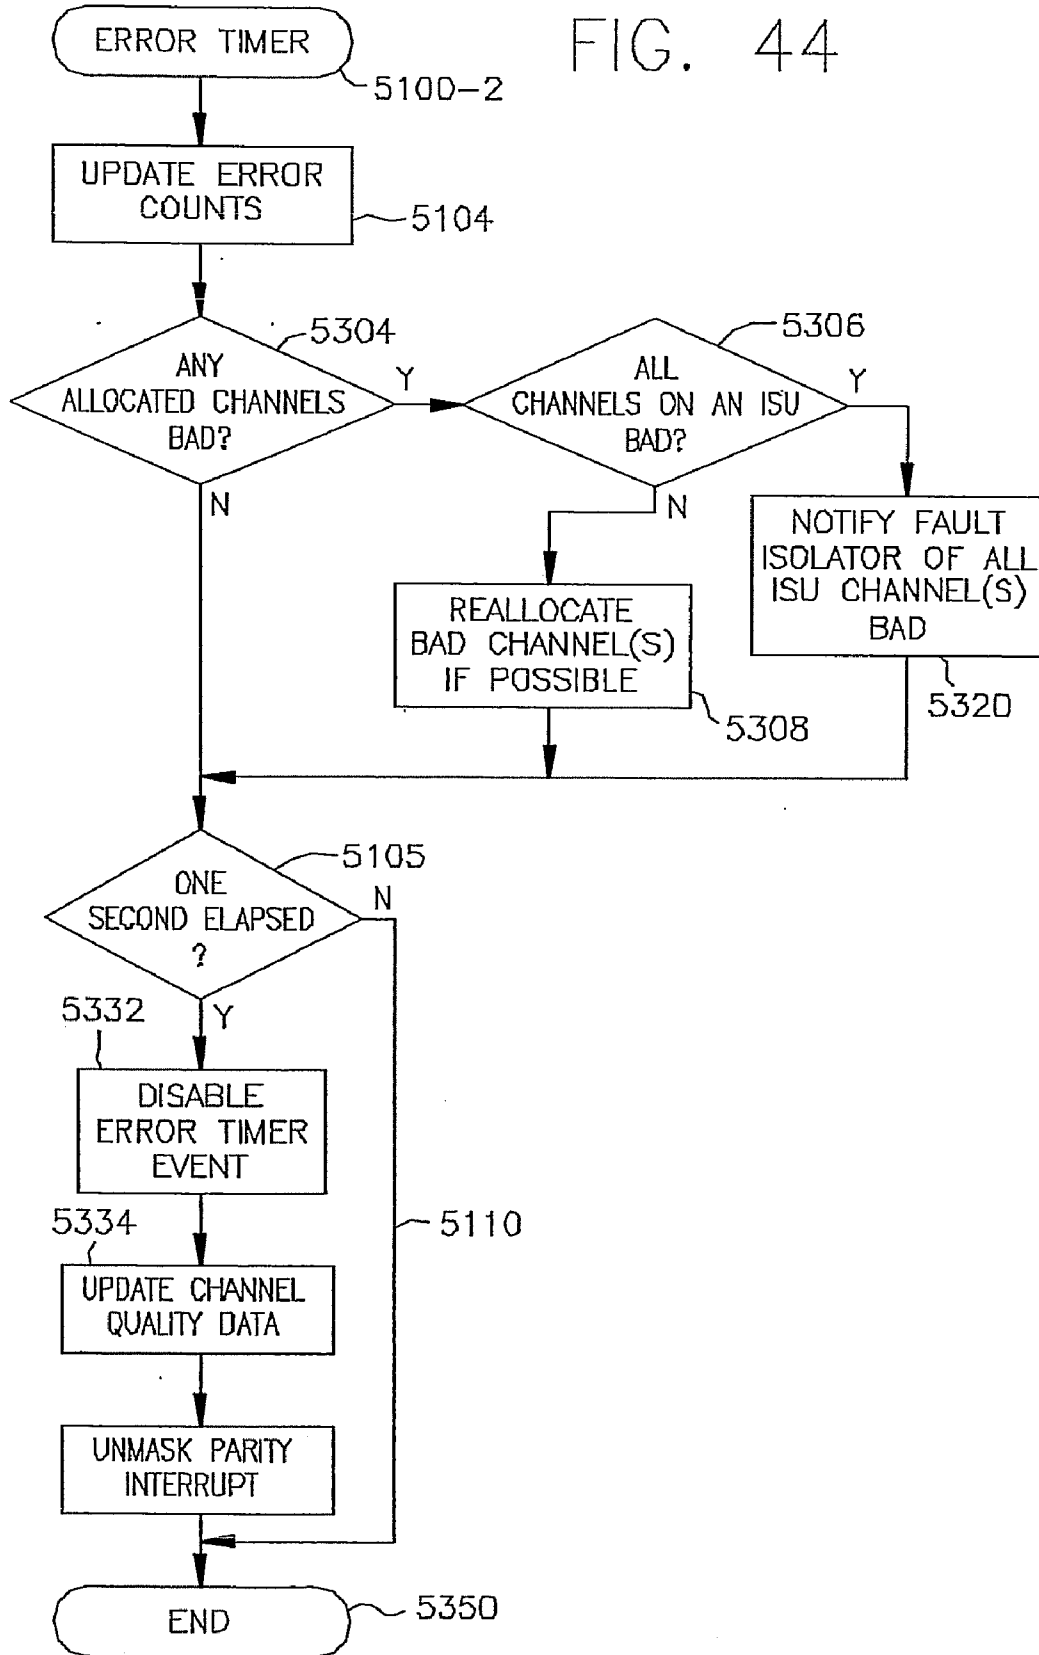 FIG. 44
ERROR TIMER
5100-2
UPDATE ERROR
COUNTS
5104
5304
ANY
ALLOCATED CHANNELS
BAD?
Y
N
5306
ALL
CHANNELS ON AN ISU
BAD?
Y
N
NOTIFY FAULT
ISOLATOR OF ALL
ISU CHANNEL(S)
BAD
5320
REALLOCATE
BAD CHANNEL(S)
IF POSSIBLE
5308
5105
ONE
SECOND ELAPSED
?
N
Y
5332
DISABLE
ERROR TIMER
EVENT
5110
5334
UPDATE CHANNEL
QUALITY DATA
UNMASK PARITY
INTERRUPT
END
5350